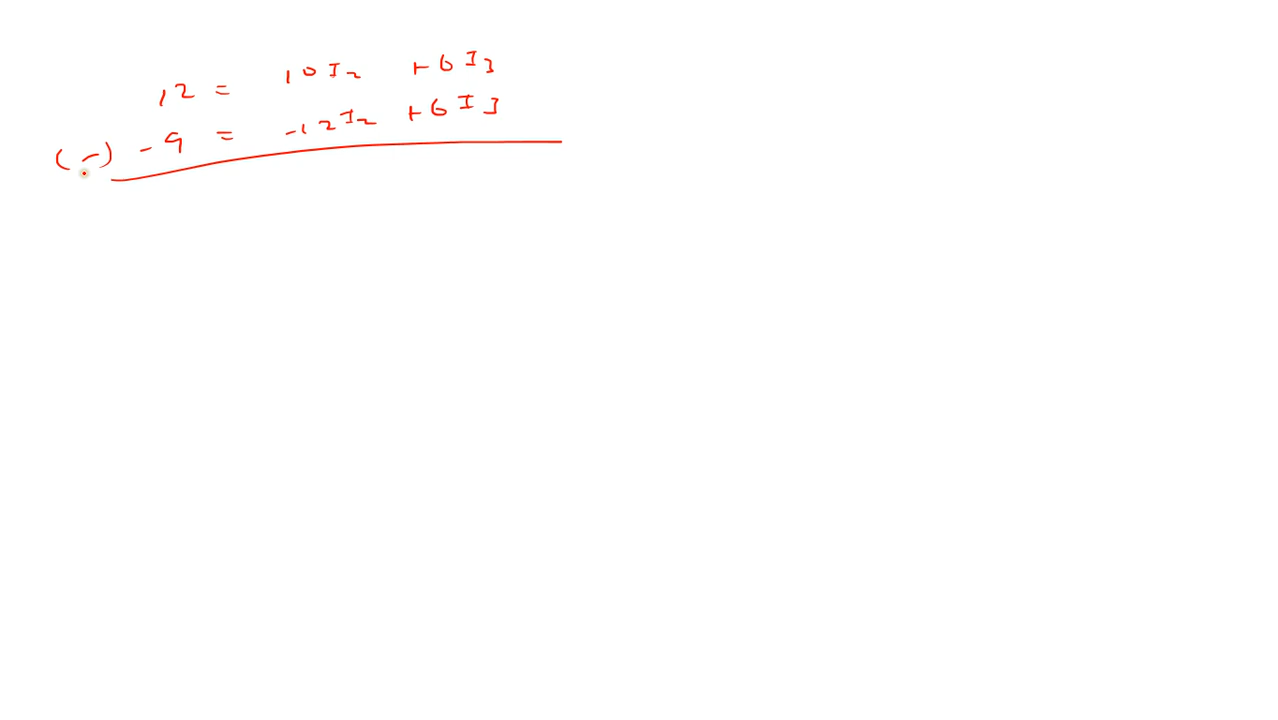 12 = 10I₂ +6I₃
(-) -9 = -12I₂ +6I₃